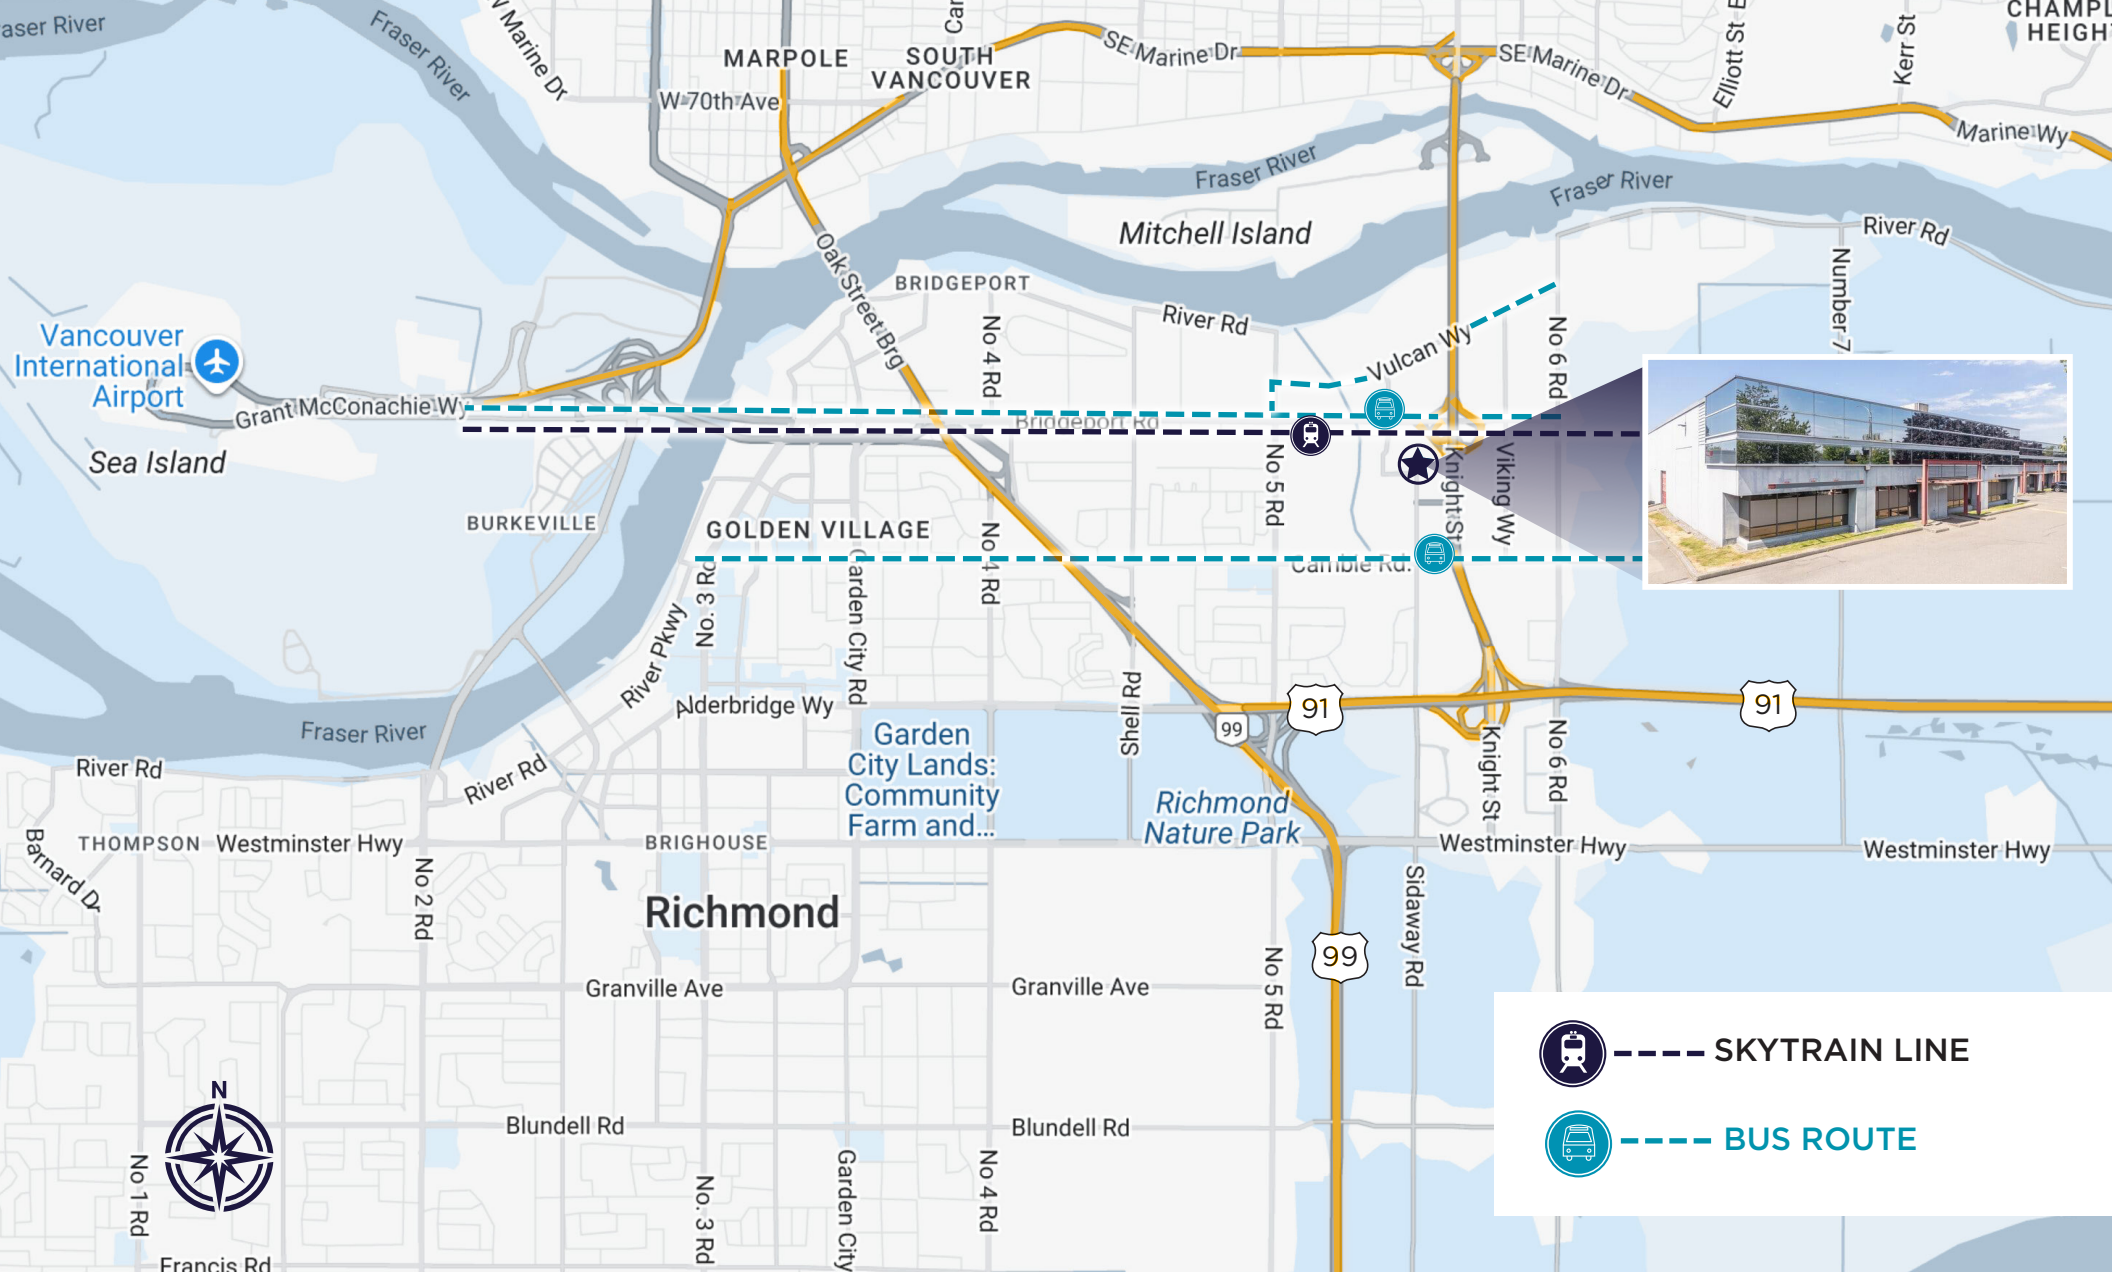 aser River
Fraser River
W Marine Dr
MARPOLE
SOUTH
VANCOUVER
W 70th Ave
SE Marine Dr
SE Marine Dr
Elliott St
Kerr St
CHAMPL
HEIGH
Marine Wy
Fraser River
Fraser River
Mitchell Island
River Rd
Number 7
Oak Street Brg
BRIDGEPORT
No 4 Rd
River Rd
Vulcan Wy
No 6 Rd
Vancouver
International
Airport
Grant McConachie Wy
Bridgeport Rd
Sea Island
No 5 Rd
Knight St
Viking Wy
BURKEVILLE
GOLDEN VILLAGE
No 4 Rd
Cambie Rd.
No. 3 Rd
Garden City Rd
River Pkwy
Alderbridge Wy
Shell Rd
99
91
91
Fraser River
Garden
City Lands:
Community
Farm and...
Richmond
Nature Park
Knight St
No 6 Rd
River Rd
River Rd
Barnard Dr
THOMPSON
Westminster Hwy
BRIGHOUSE
Westminster Hwy
Westminster Hwy
No 2 Rd
Richmond
Sidaway Rd
No 5 Rd
99
Granville Ave
Granville Ave
SKYTRAIN LINE
N
Blundell Rd
Blundell Rd
BUS ROUTE
No 1 Rd
No. 3 Rd
Garden City
No 4 Rd
Francis Rd